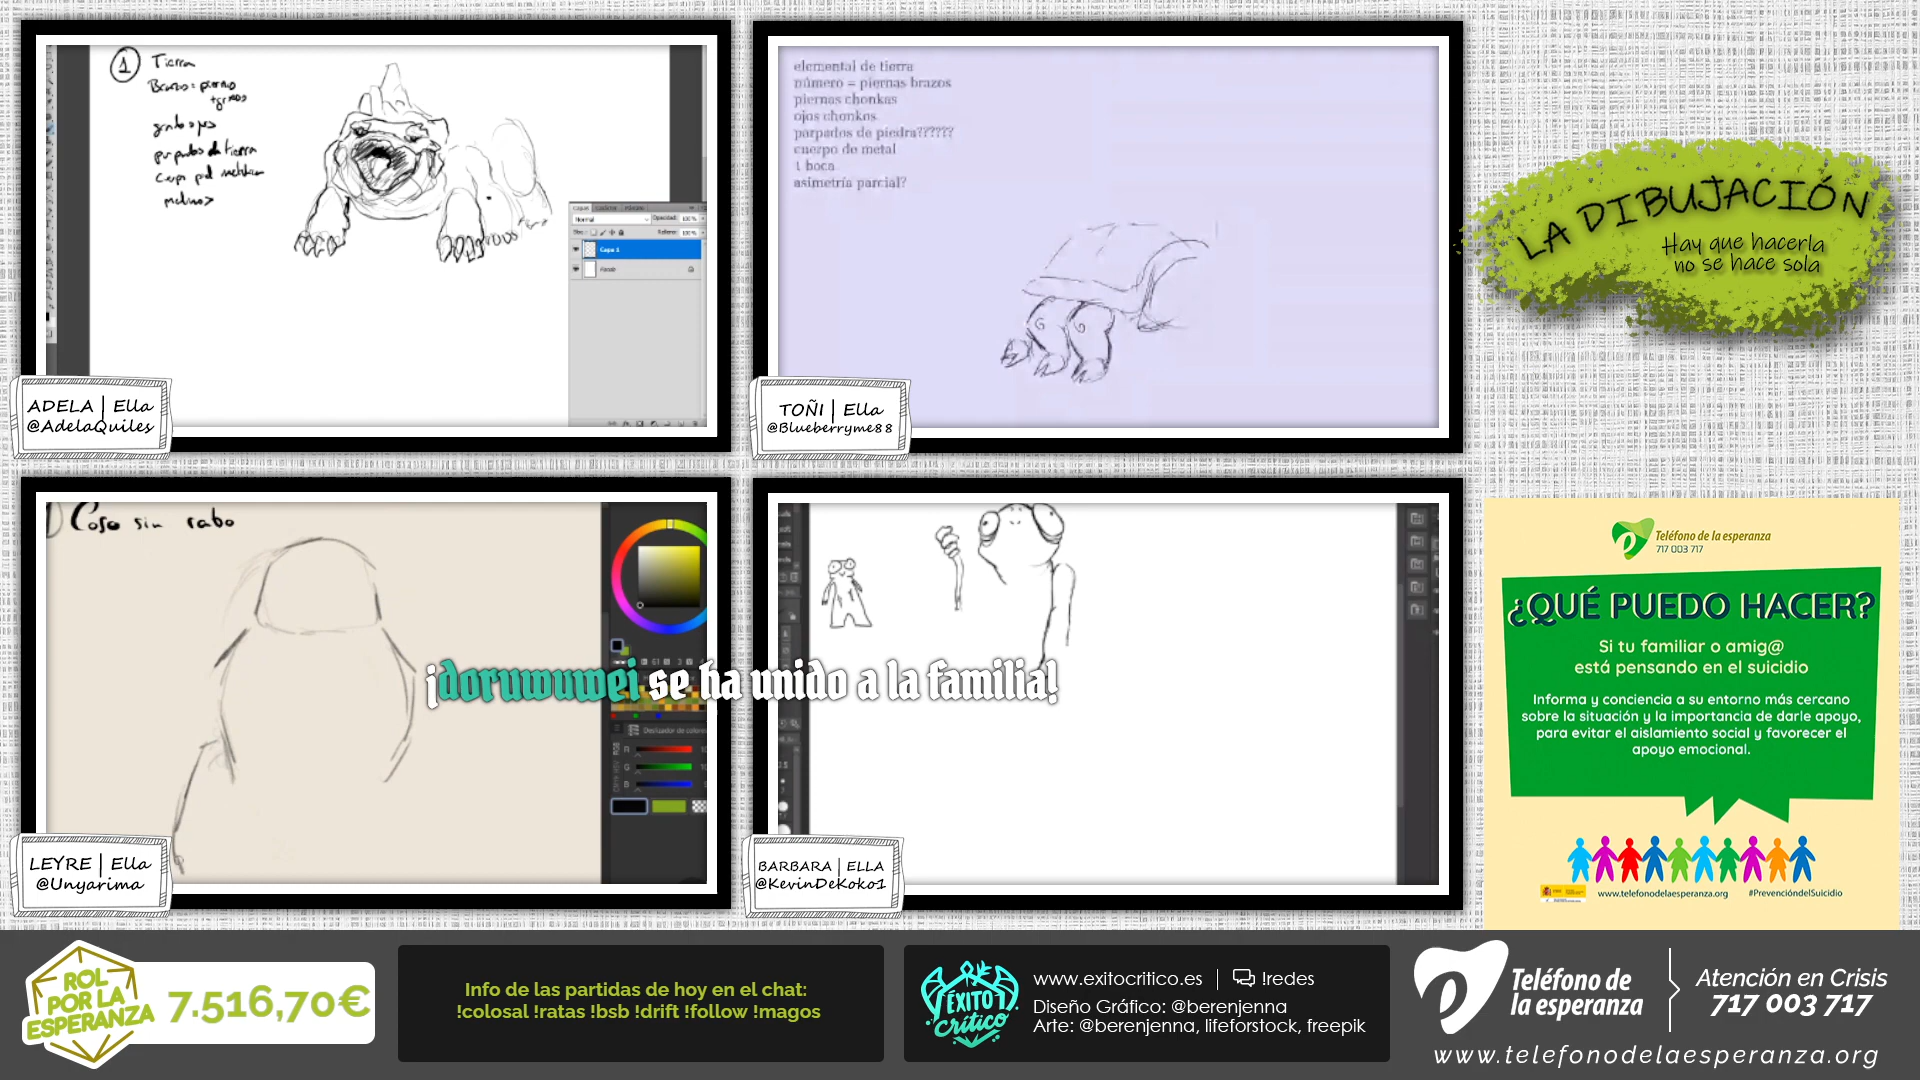 1 Tierra
elemental de tierra
número = piernas brazos
piernas chonkas
ojos chonkos
parpados de piedra??????
cuerpo de metal
1 boca
asimetría parcial?
ADELA | Ella
@AdelaQuiles
TOÑI | Ella
@Blueberryme88
LA DIBUJACIÓN
Hay que hacerla
no se hace sola
Coso sin rabo
¡doruwuwei se ha unido a la familia!
LEYRE | Ella
@Unyarima
BARBARA | ELLA
@KevinDeKoko1
Teléfono de la esperanza
717 003 717
¿QUÉ PUEDO HACER?
Si tu familiar o amig@
está pensando en el suicidio
Informa y conciencia a su entorno más cercano
sobre la situación y la importancia de darle apoyo,
para evitar el aislamiento social y favorecer el
apoyo emocional.
www.telefonodelaesperanza.org #PrevencióndelSuicidio
ROL
POR LA
ESPERANZA
7.516,70€
Info de las partidas de hoy en el chat:
!colosal !ratas !bsb !drift !follow !magos
ÉXITO
Crítico
www.exitocritico.es | !redes
Diseño Gráfico: @berenjenna
Arte: @berenjenna, lifeforstock, freepik
Teléfono de
la esperanza
Atención en Crisis
717 003 717
www.telefonodelaesperanza.org